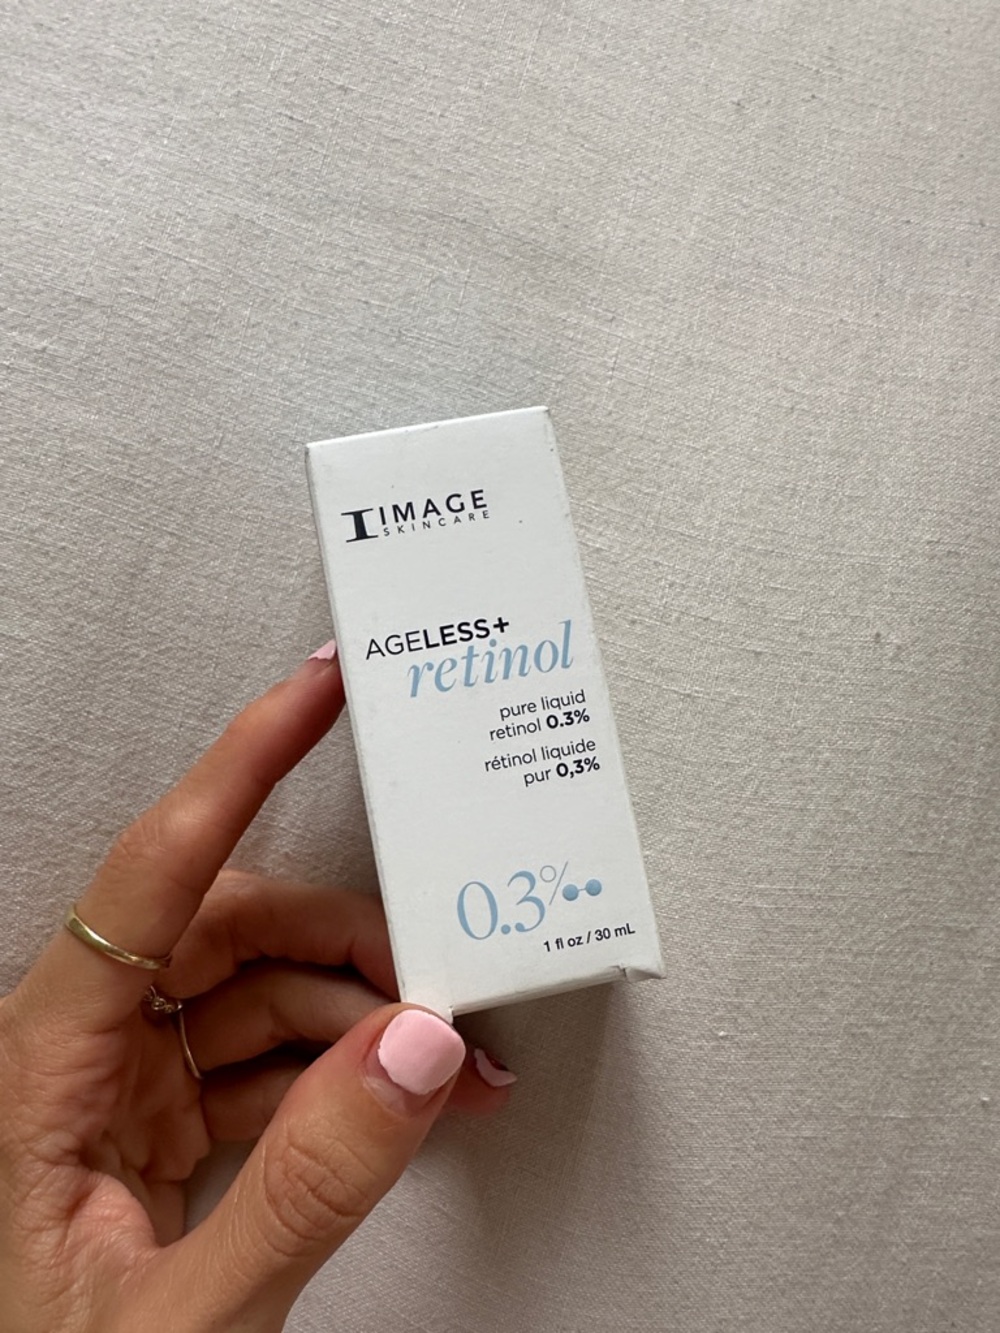 IMAGE
SKINCARE
AGELESS+
retinol
pure liquid
retinol 0.3%
rétinol liquide
pur 0,3%
0.3%
1 fl oz / 30 mL